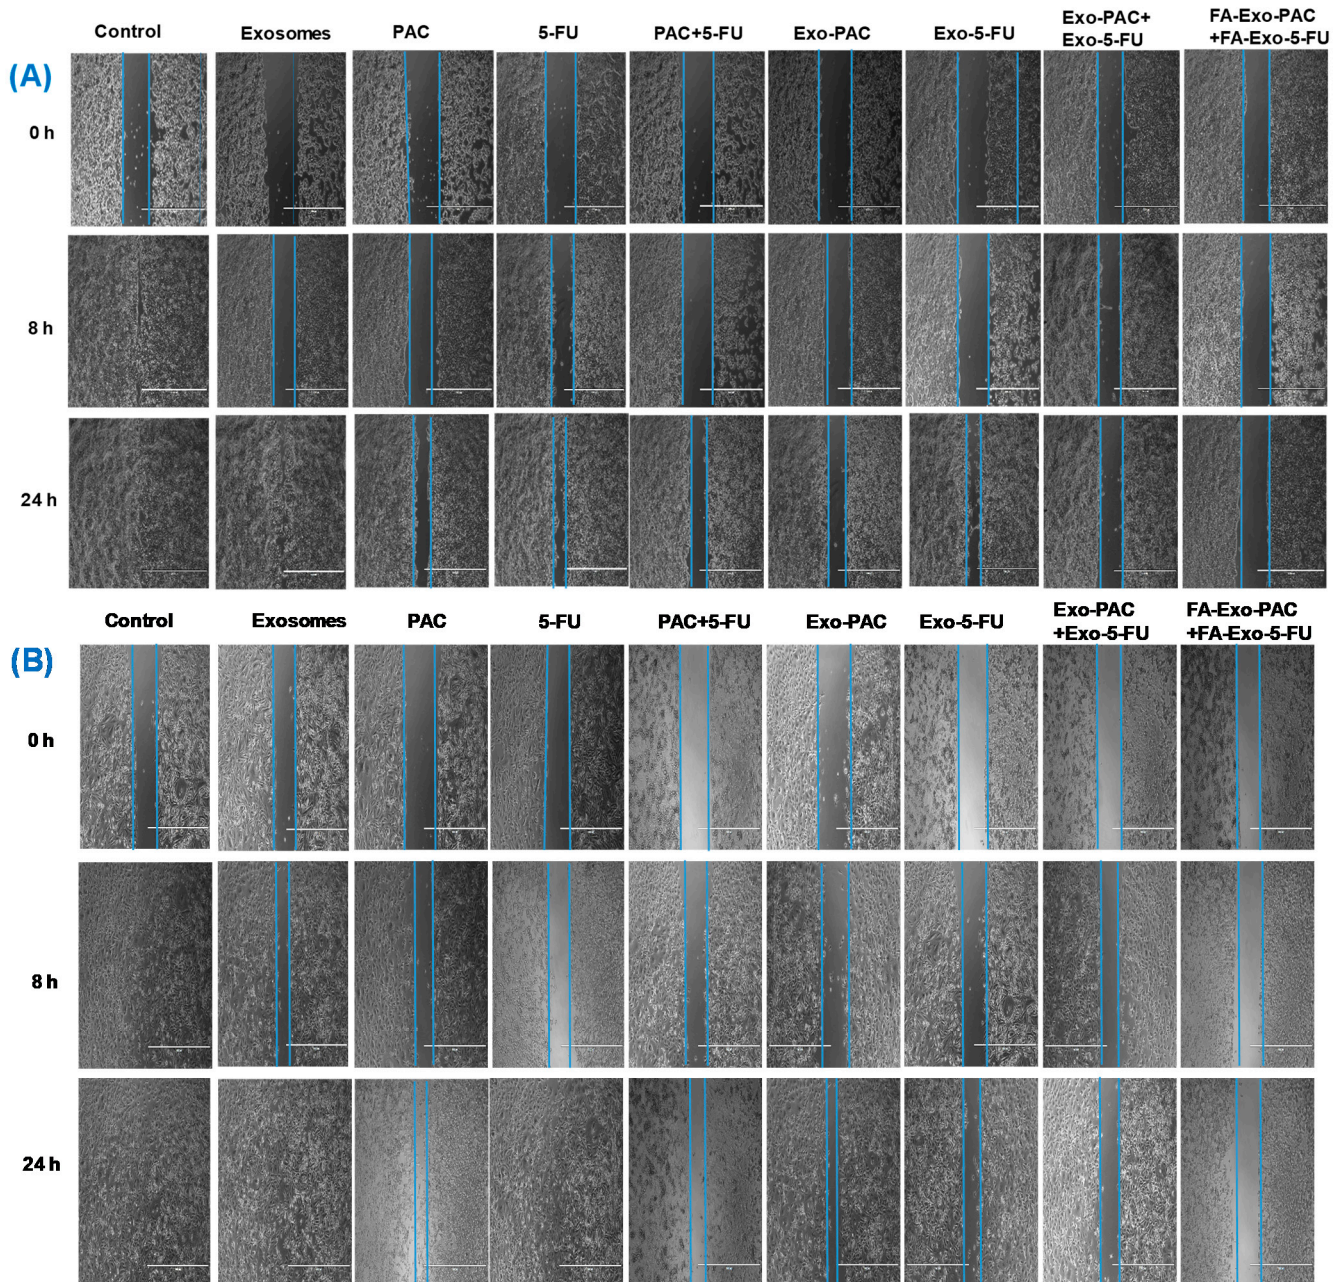 Control Exosomes PAC 5-FU PAC+5-FU Exo-PAC Exo-5-FU Exo-PAC+ Exo-5-FU FA-Exo-PAC +FA-Exo-5-FU
(A)
0 h
8 h
24 h
Control Exosomes PAC 5-FU PAC+5-FU Exo-PAC Exo-5-FU Exo-PAC +Exo-5-FU FA-Exo-PAC +FA-Exo-5-FU
(B)
0 h
8 h
24 h